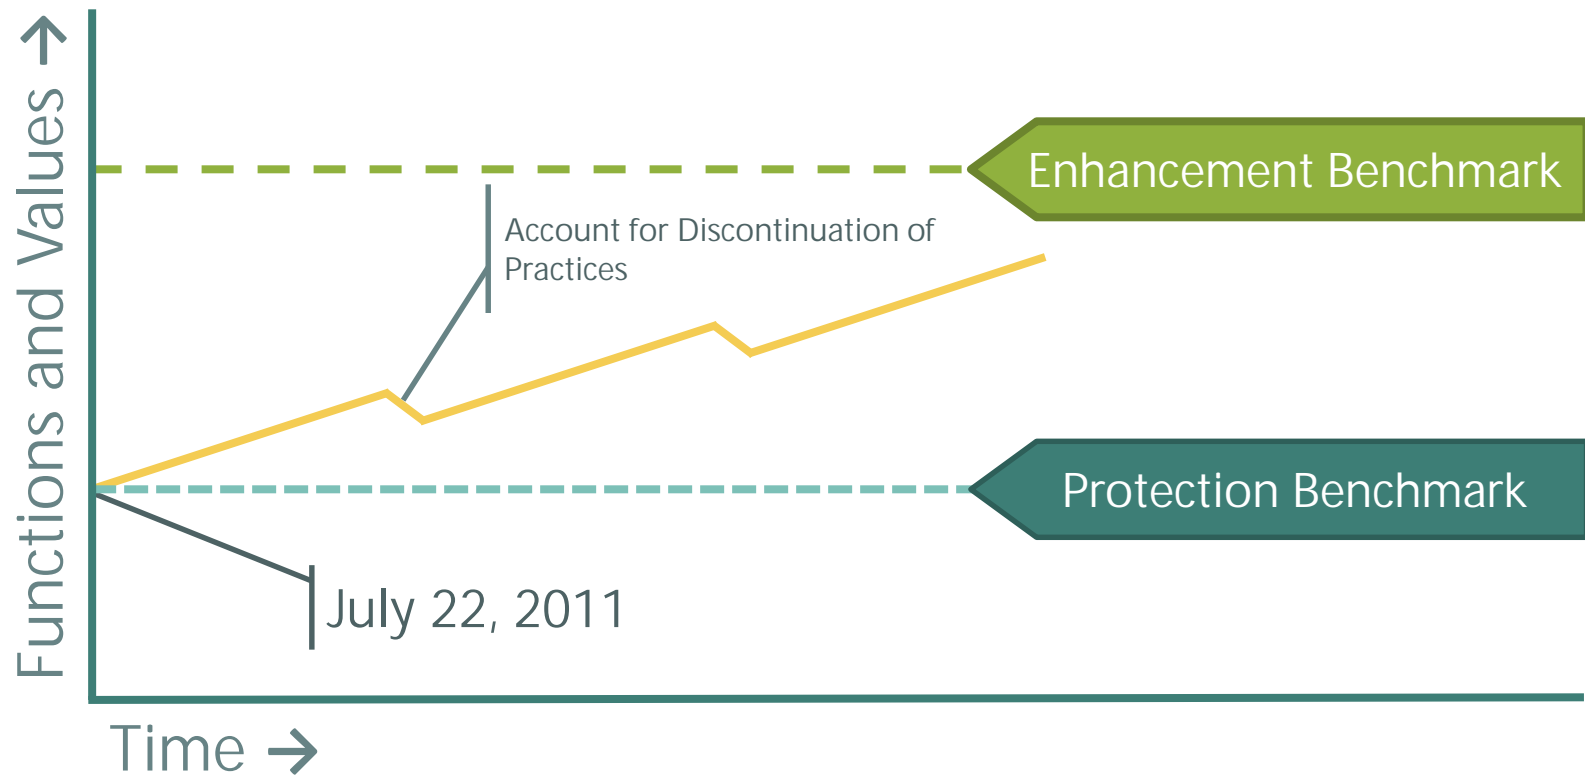 Functions and Values →
Enhancement Benchmark
Account for Discontinuation of
Practices
Protection Benchmark
July 22, 2011
Time →